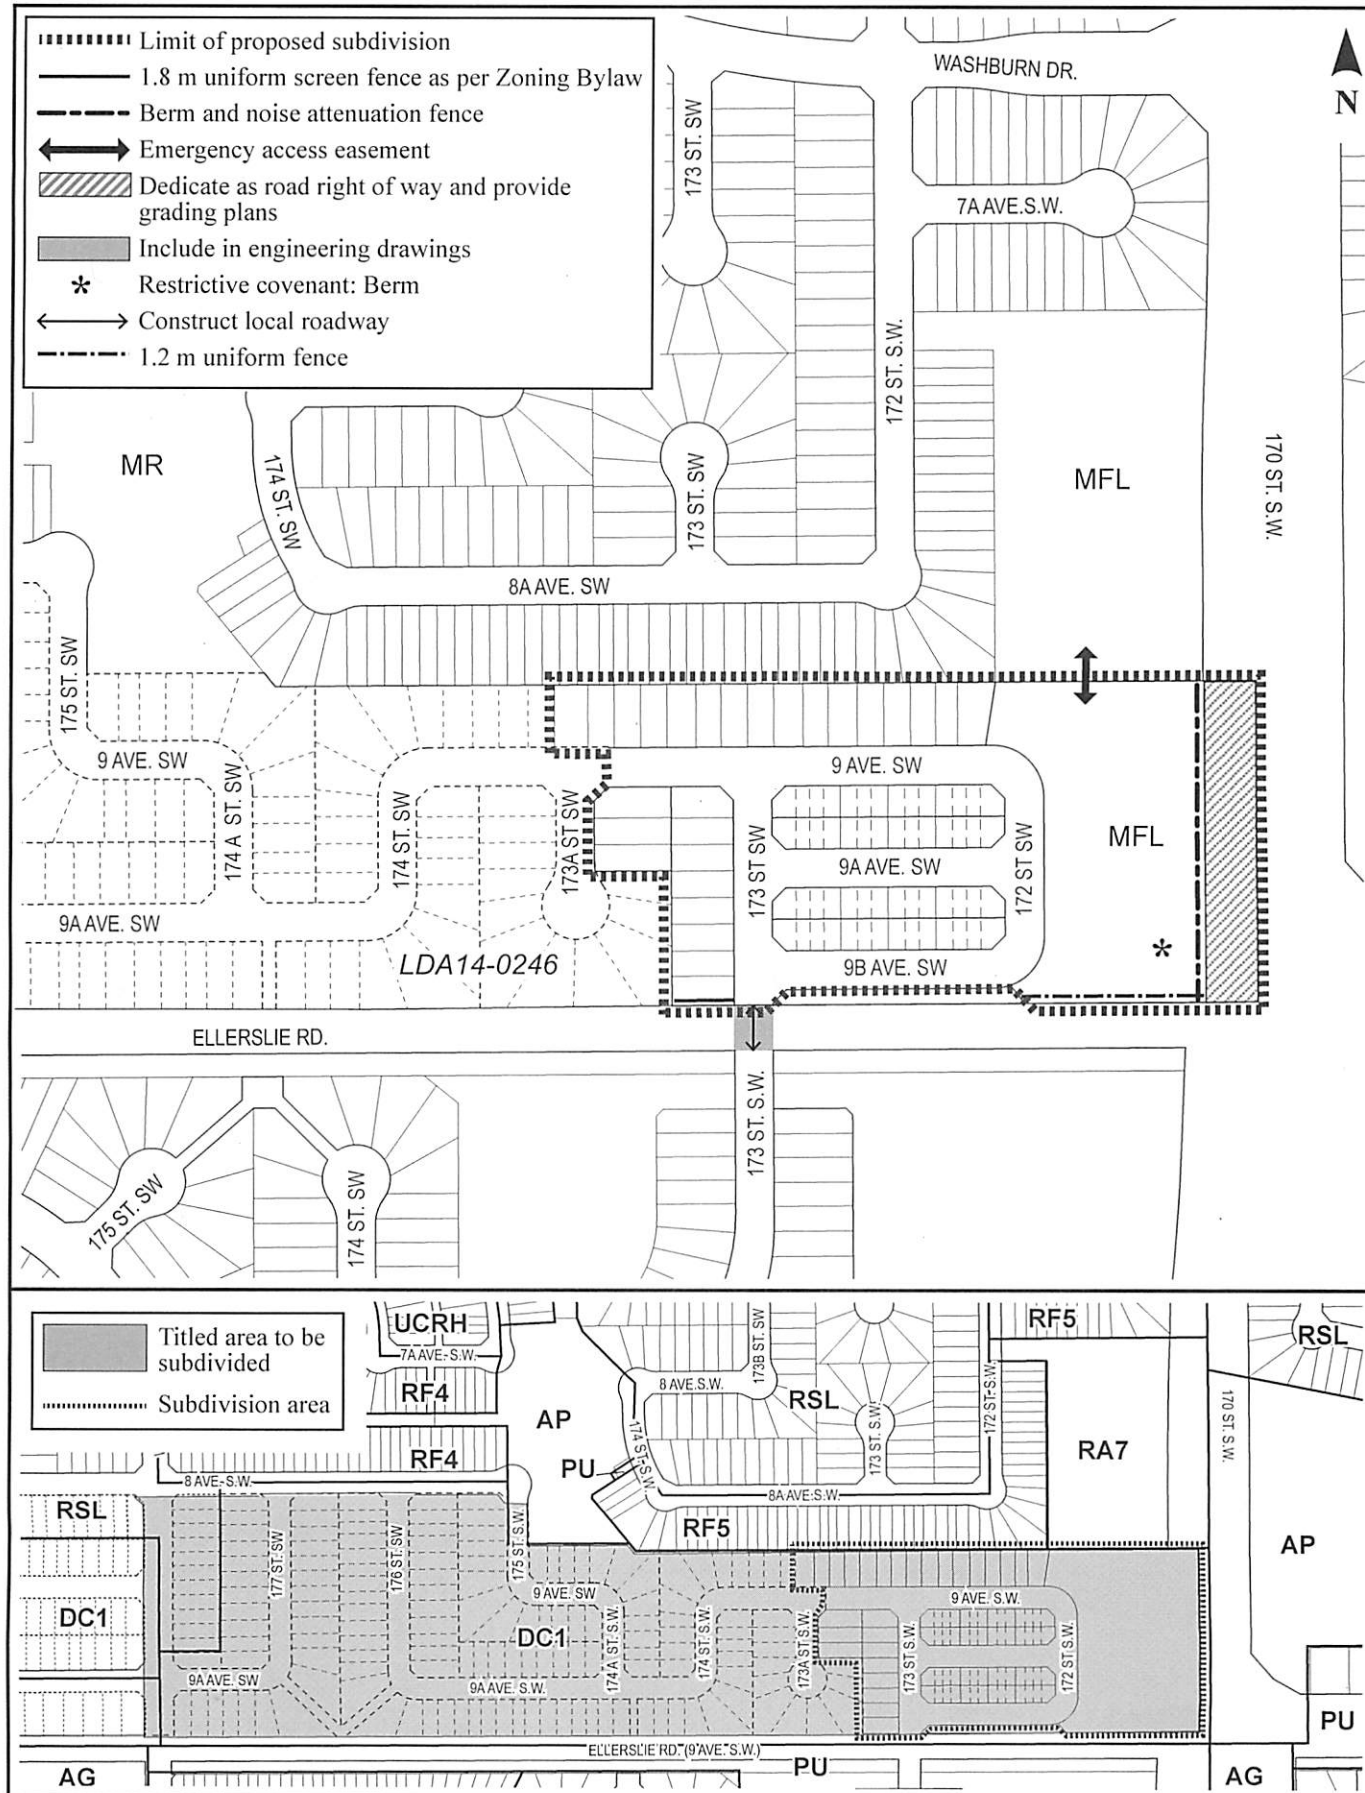 Limit of proposed subdivision
1.8 m uniform screen fence as per Zoning Bylaw
Berm and noise attenuation fence
Emergency access easement
Dedicate as road right of way and provide
grading plans
Include in engineering drawings
* Restrictive covenant: Berm
Construct local roadway
1.2 m uniform fence
N
WASHBURN DR.
173 ST. SW
7A AVE.S.W.
172 ST. S.W.
MR
174 ST. SW
173 ST. SW
MFL
170 ST. S.W.
8A AVE. SW
175 ST. SW
9 AVE. SW
174 A ST. SW
174 ST. SW
173A ST SW
9A AVE. SW
LDA14-0246
9 AVE. SW
173 ST SW
9A AVE. SW
172 ST SW
9B AVE. SW
MFL
*
ELLERSLIE RD.
173 ST. S.W.
175 ST. SW
174 ST. SW
Titled area to be
subdivided
Subdivision area
UCRH
7A AVE. S.W.
RF4
RF4
AP
PU
8 AVE. S.W.
173B ST. SW
RSL
174 ST. S.W
173 ST. S.W.
172 ST. S.W.
8A AVE. S.W.
RF5
RF5
RA7
170 ST. S.W.
RSL
AP
8 AVE. S.W.
RSL
DC1
177 ST. SW
176 ST. SW
175 ST. S.W.
9 AVE. SW
DC1
174 A ST. S.W.
174 ST. S.W.
173A ST. S.W.
9A AVE. SW
9A AVE. S.W.
9 AVE. S.W.
173 ST. S.W.
172 ST. S.W.
ELLERSLIE RD. (9 AVE. S.W.)
AG
PU
AG
PU